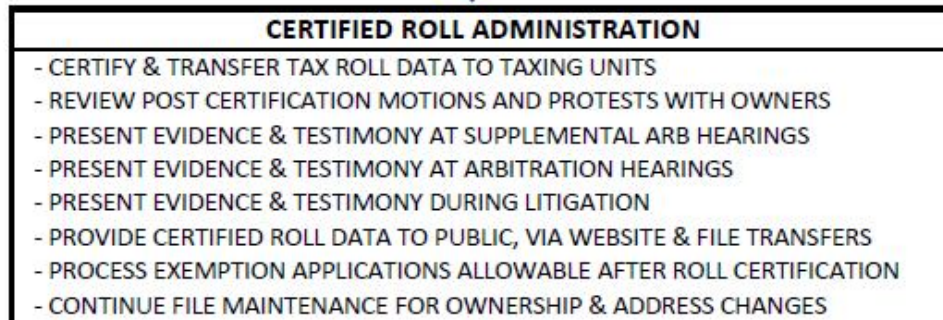 CERTIFIED ROLL ADMINISTRATION
- CERTIFY & TRANSFER TAX ROLL DATA TO TAXING UNITS
- REVIEW POST CERTIFICATION MOTIONS AND PROTESTS WITH OWNERS
- PRESENT EVIDENCE & TESTIMONY AT SUPPLEMENTAL ARB HEARINGS
- PRESENT EVIDENCE & TESTIMONY AT ARBITRATION HEARINGS
- PRESENT EVIDENCE & TESTIMONY DURING LITIGATION
- PROVIDE CERTIFIED ROLL DATA TO PUBLIC, VIA WEBSITE & FILE TRANSFERS
- PROCESS EXEMPTION APPLICATIONS ALLOWABLE AFTER ROLL CERTIFICATION
- CONTINUE FILE MAINTENANCE FOR OWNERSHIP & ADDRESS CHANGES